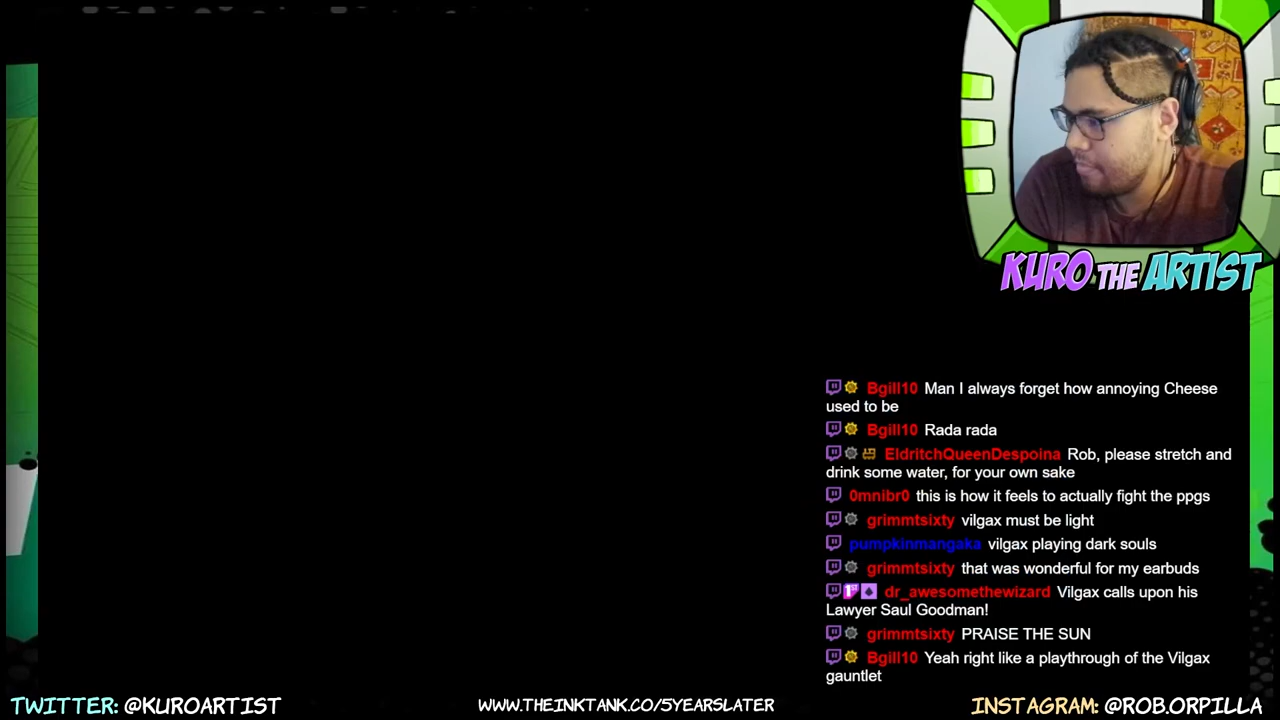 KURO THE ARTIST
Bgill10 Man I always forget how annoying Cheese
used to be
Bgill10 Rada rada
EldritchQueenDespoina Rob, please stretch and
drink some water, for your own sake
0mnibr0 this is how it feels to actually fight the ppgs
grimmtsixty vilgax must be light
pumpkinmangaka vilgax playing dark souls
grimmtsixty that was wonderful for my earbuds
dr_awesomethewizard Vilgax calls upon his
Lawyer Saul Goodman!
grimmtsixty PRAISE THE SUN
Bgill10 Yeah right like a playthrough of the Vilgax
gauntlet
TWITTER: @KUROARTIST
WWW.THEINKTANK.CO/5YEARSLATER
INSTAGRAM: @ROB.ORPILLA